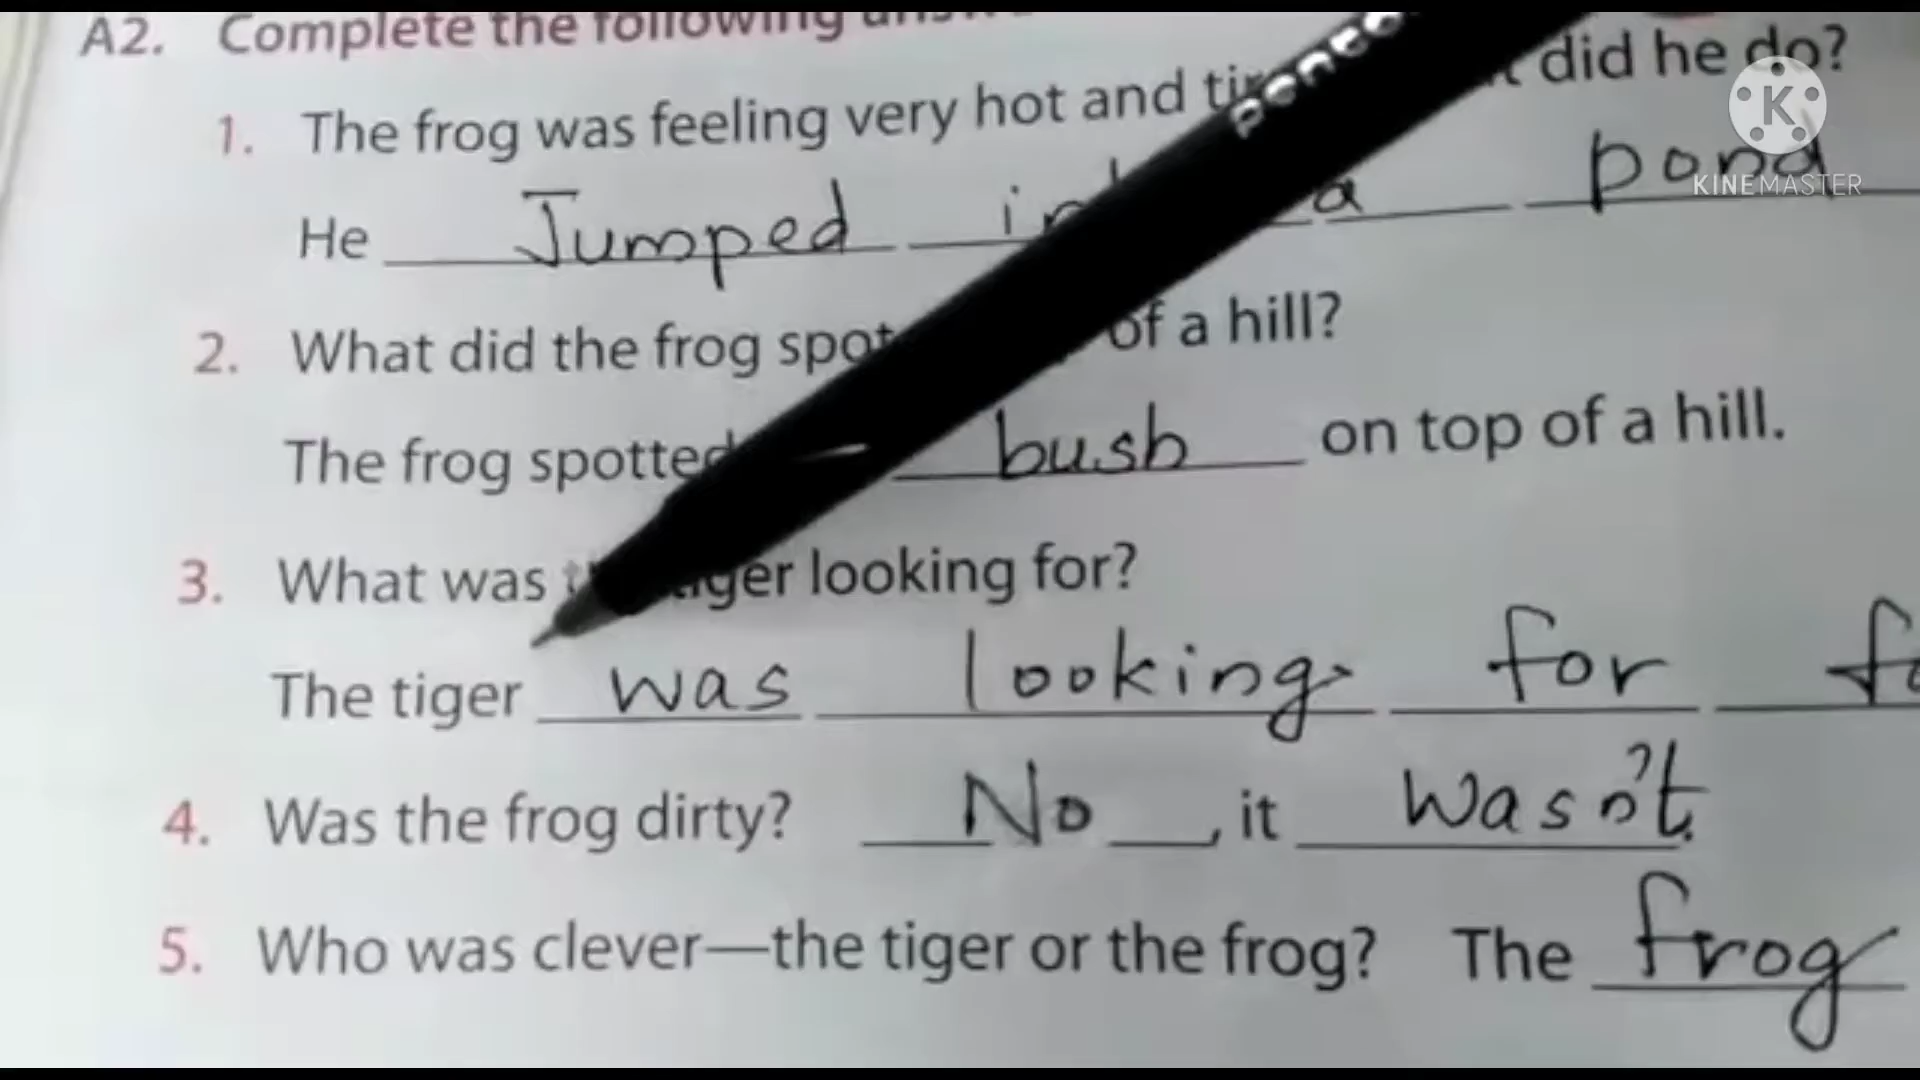 A2. Complete the following
1. The frog was feeling very hot and did he do?
He Jumped a pond
KINEMASTER
2. What did the frog spot of a hill?
The frog spotted bush on top of a hill.
3. What was tiger looking for?
The tiger was looking for
4. Was the frog dirty? No, it wasn't.
5. Who was clever—the tiger or the frog? The frog